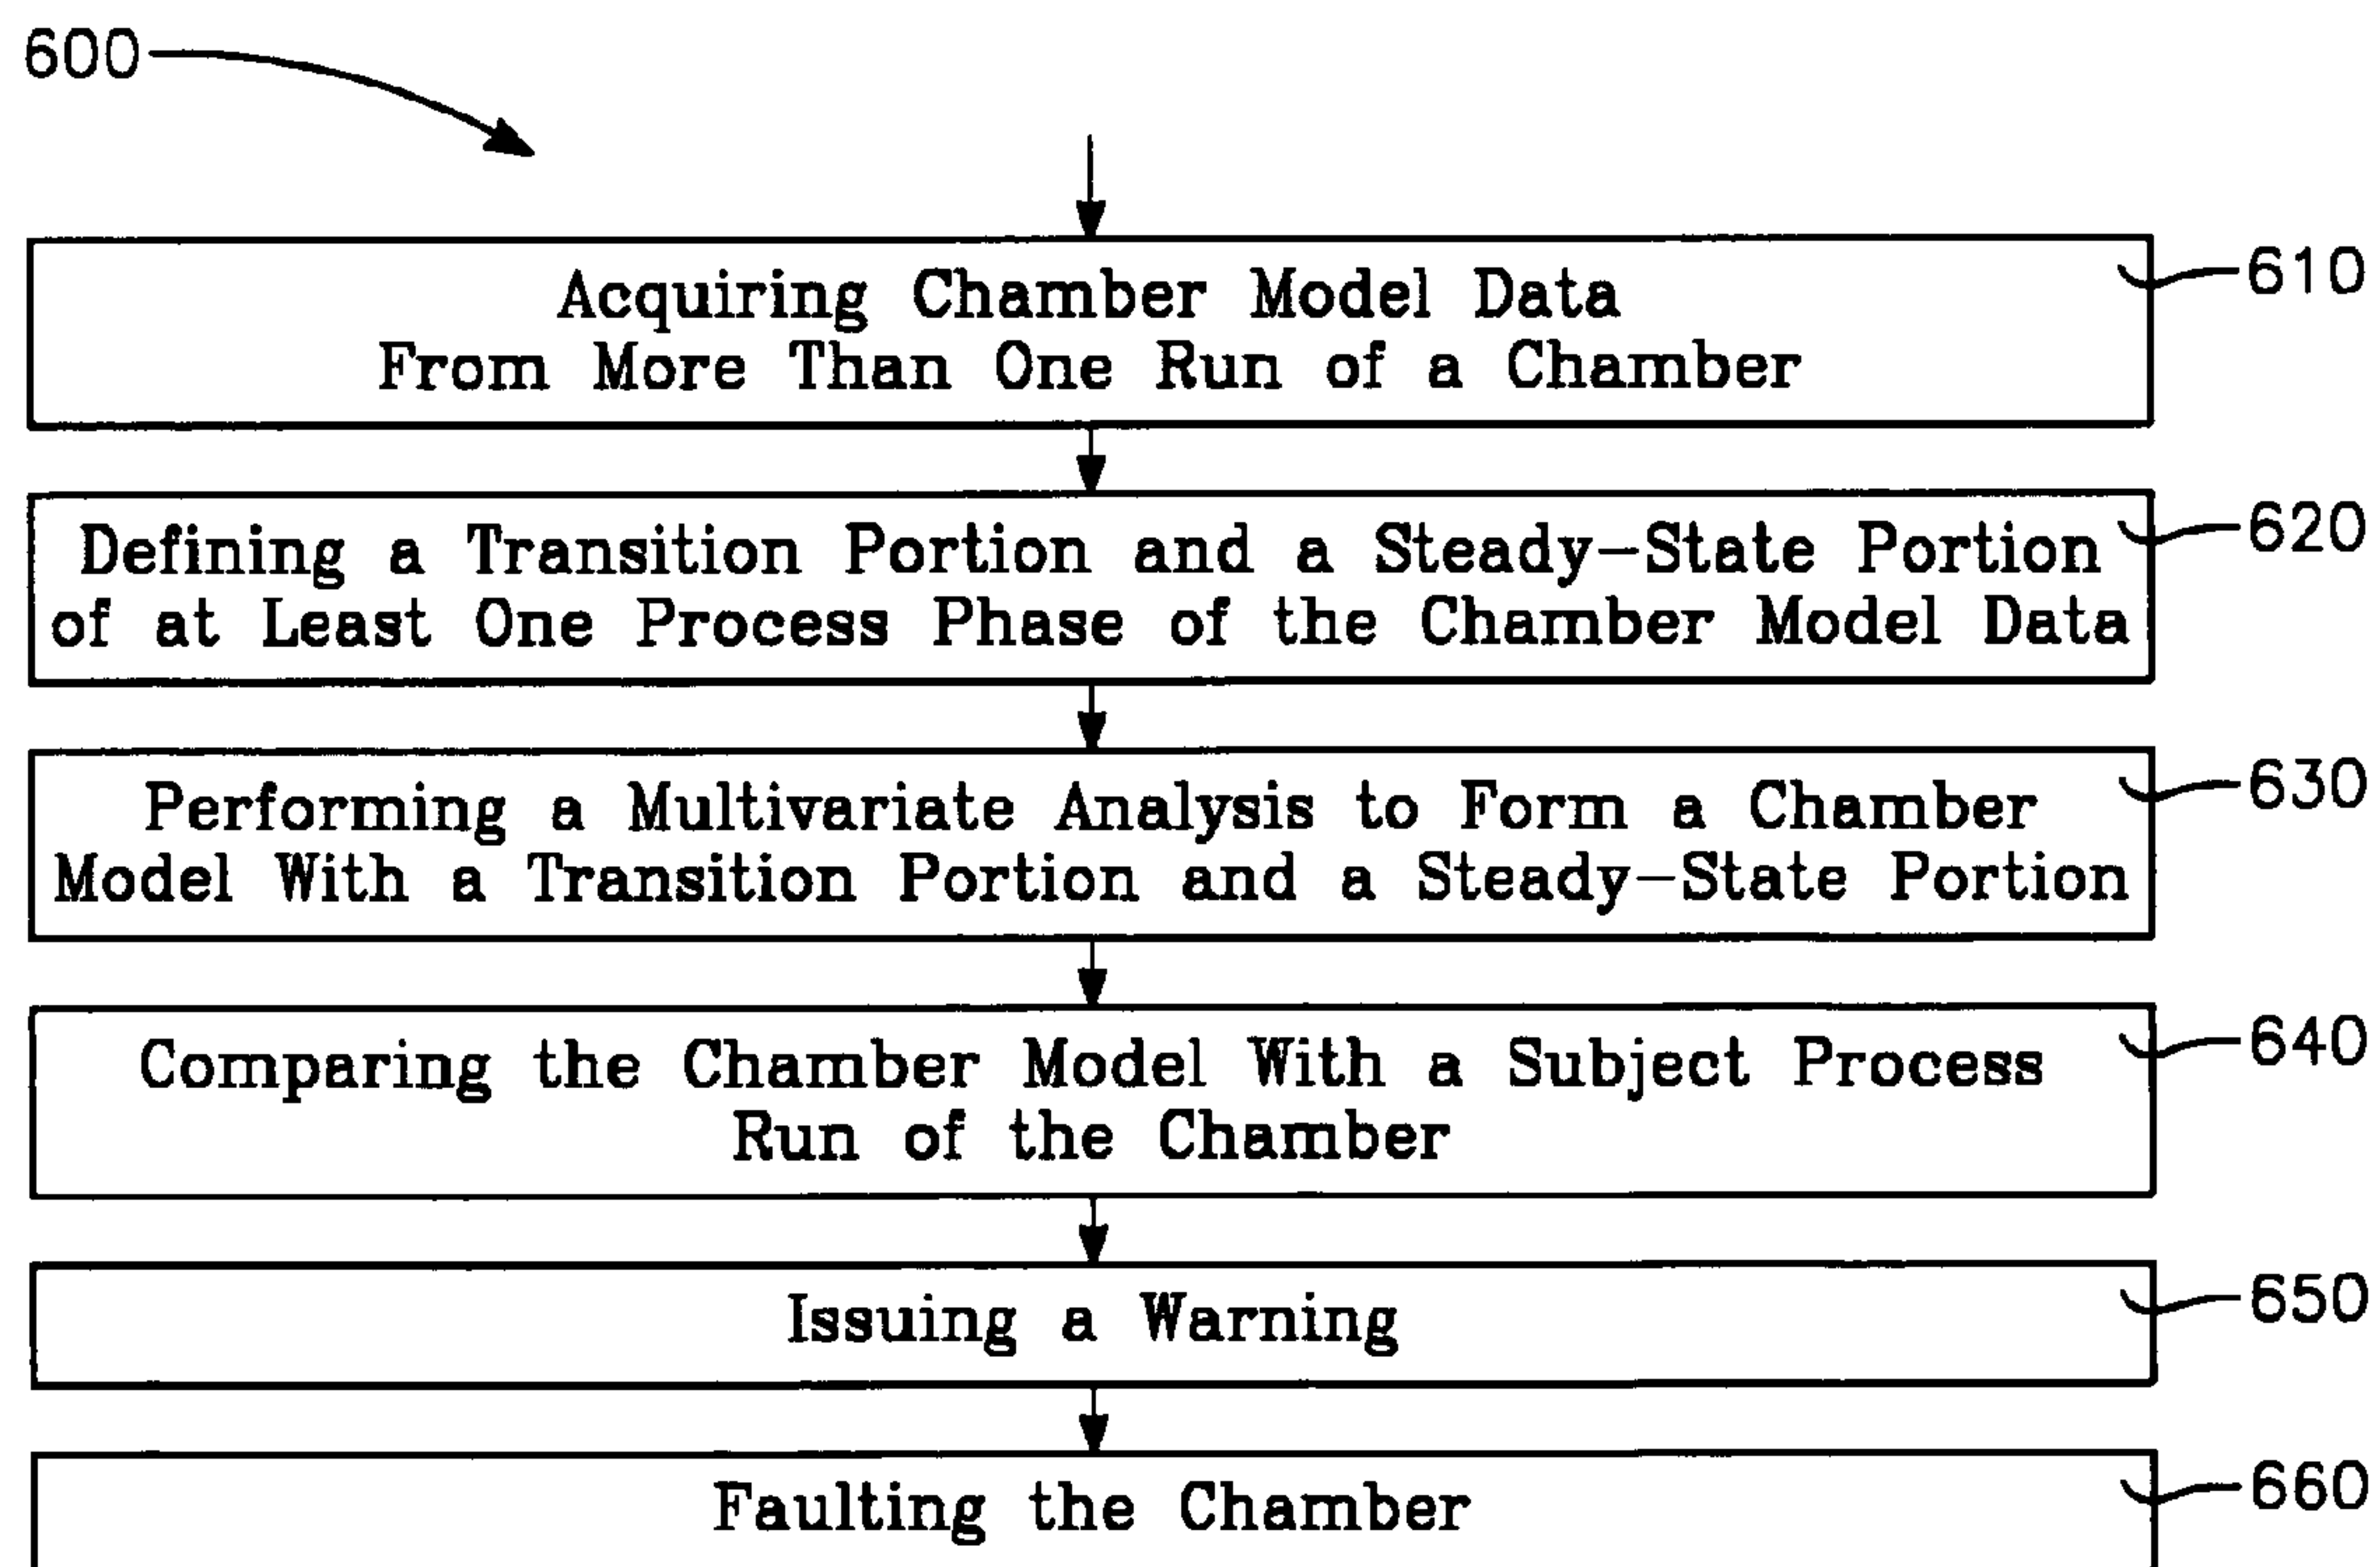 600
Acquiring Chamber Model Data
From More Than One Run of a Chamber
610
Defining a Transition Portion and a Steady-State Portion
of at Least One Process Phase of the Chamber Model Data
620
Performing a Multivariate Analysis to Form a Chamber
Model With a Transition Portion and a Steady-State Portion
630
Comparing the Chamber Model With a Subject Process
Run of the Chamber
640
Issuing a Warning
650
Faulting the Chamber
660